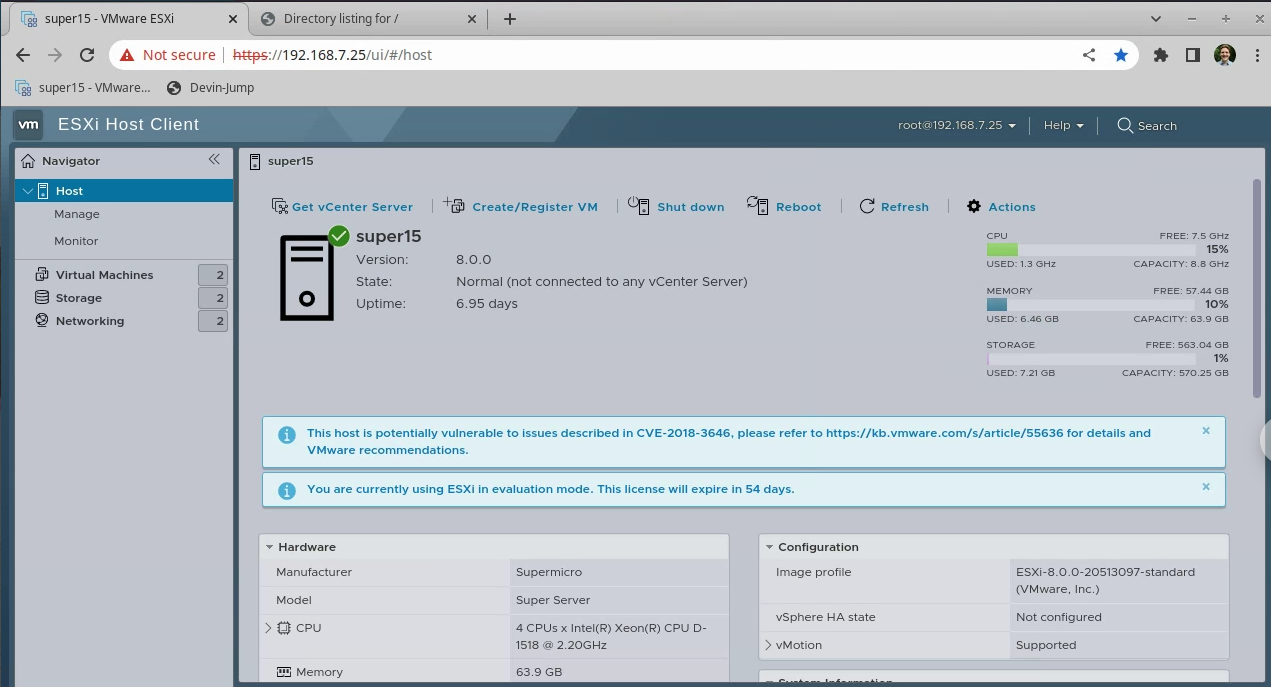 super15 - VMware ESXi
Directory listing for /
Not secure https://192.168.7.25/ui/#/host
super15 - VMware... Devin-Jump
vm ESXi Host Client
root@192.168.7.25 Help Search
Navigator
Host
Manage
Monitor
Virtual Machines 2
Storage 2
Networking 2
super15
Get vCenter Server Create/Register VM Shut down Reboot Refresh Actions
super15
Version: 8.0.0
State: Normal (not connected to any vCenter Server)
Uptime: 6.95 days
CPU FREE: 7.5 GHz
15%
USED: 1.3 GHz CAPACITY: 8.8 GHz
MEMORY FREE: 57.44 GB
10%
USED: 6.46 GB CAPACITY: 63.9 GB
STORAGE FREE: 563.04 GB
1%
USED: 7.21 GB CAPACITY: 570.25 GB
This host is potentially vulnerable to issues described in CVE-2018-3646, please refer to https://kb.vmware.com/s/article/55636 for details and
VMware recommendations.
You are currently using ESXi in evaluation mode. This license will expire in 54 days.
Hardware
Manufacturer Supermicro
Model Super Server
CPU 4 CPUs x Intel(R) Xeon(R) CPU D-
1518 @ 2.20GHz
Memory 63.9 GB
Configuration
Image profile ESXi-8.0.0-20513097-standard
(VMware, Inc.)
vSphere HA state Not configured
vMotion Supported
System Information